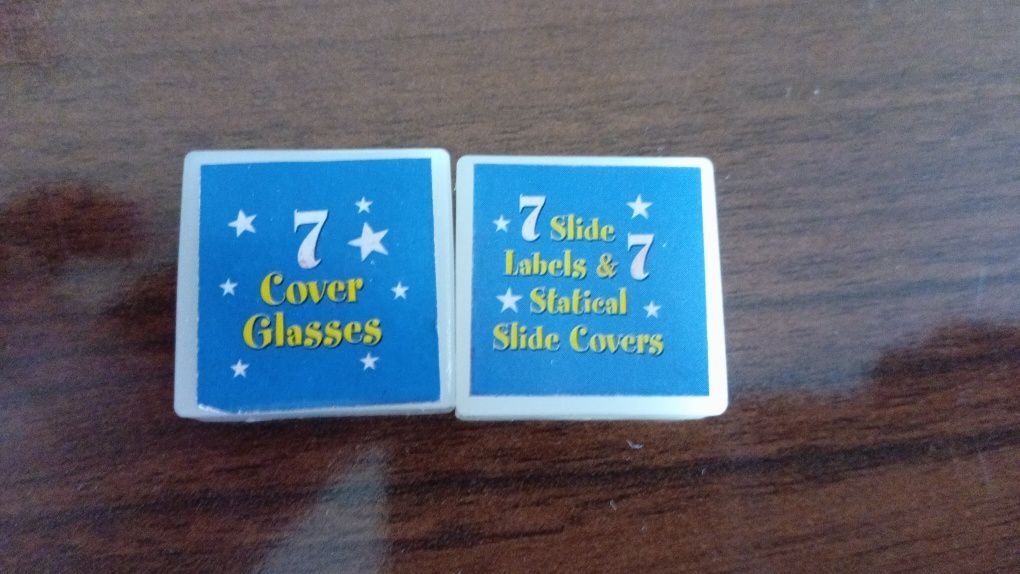 7
Cover
Glasses
7 Slide
Labels & 7
Statical
Slide Covers